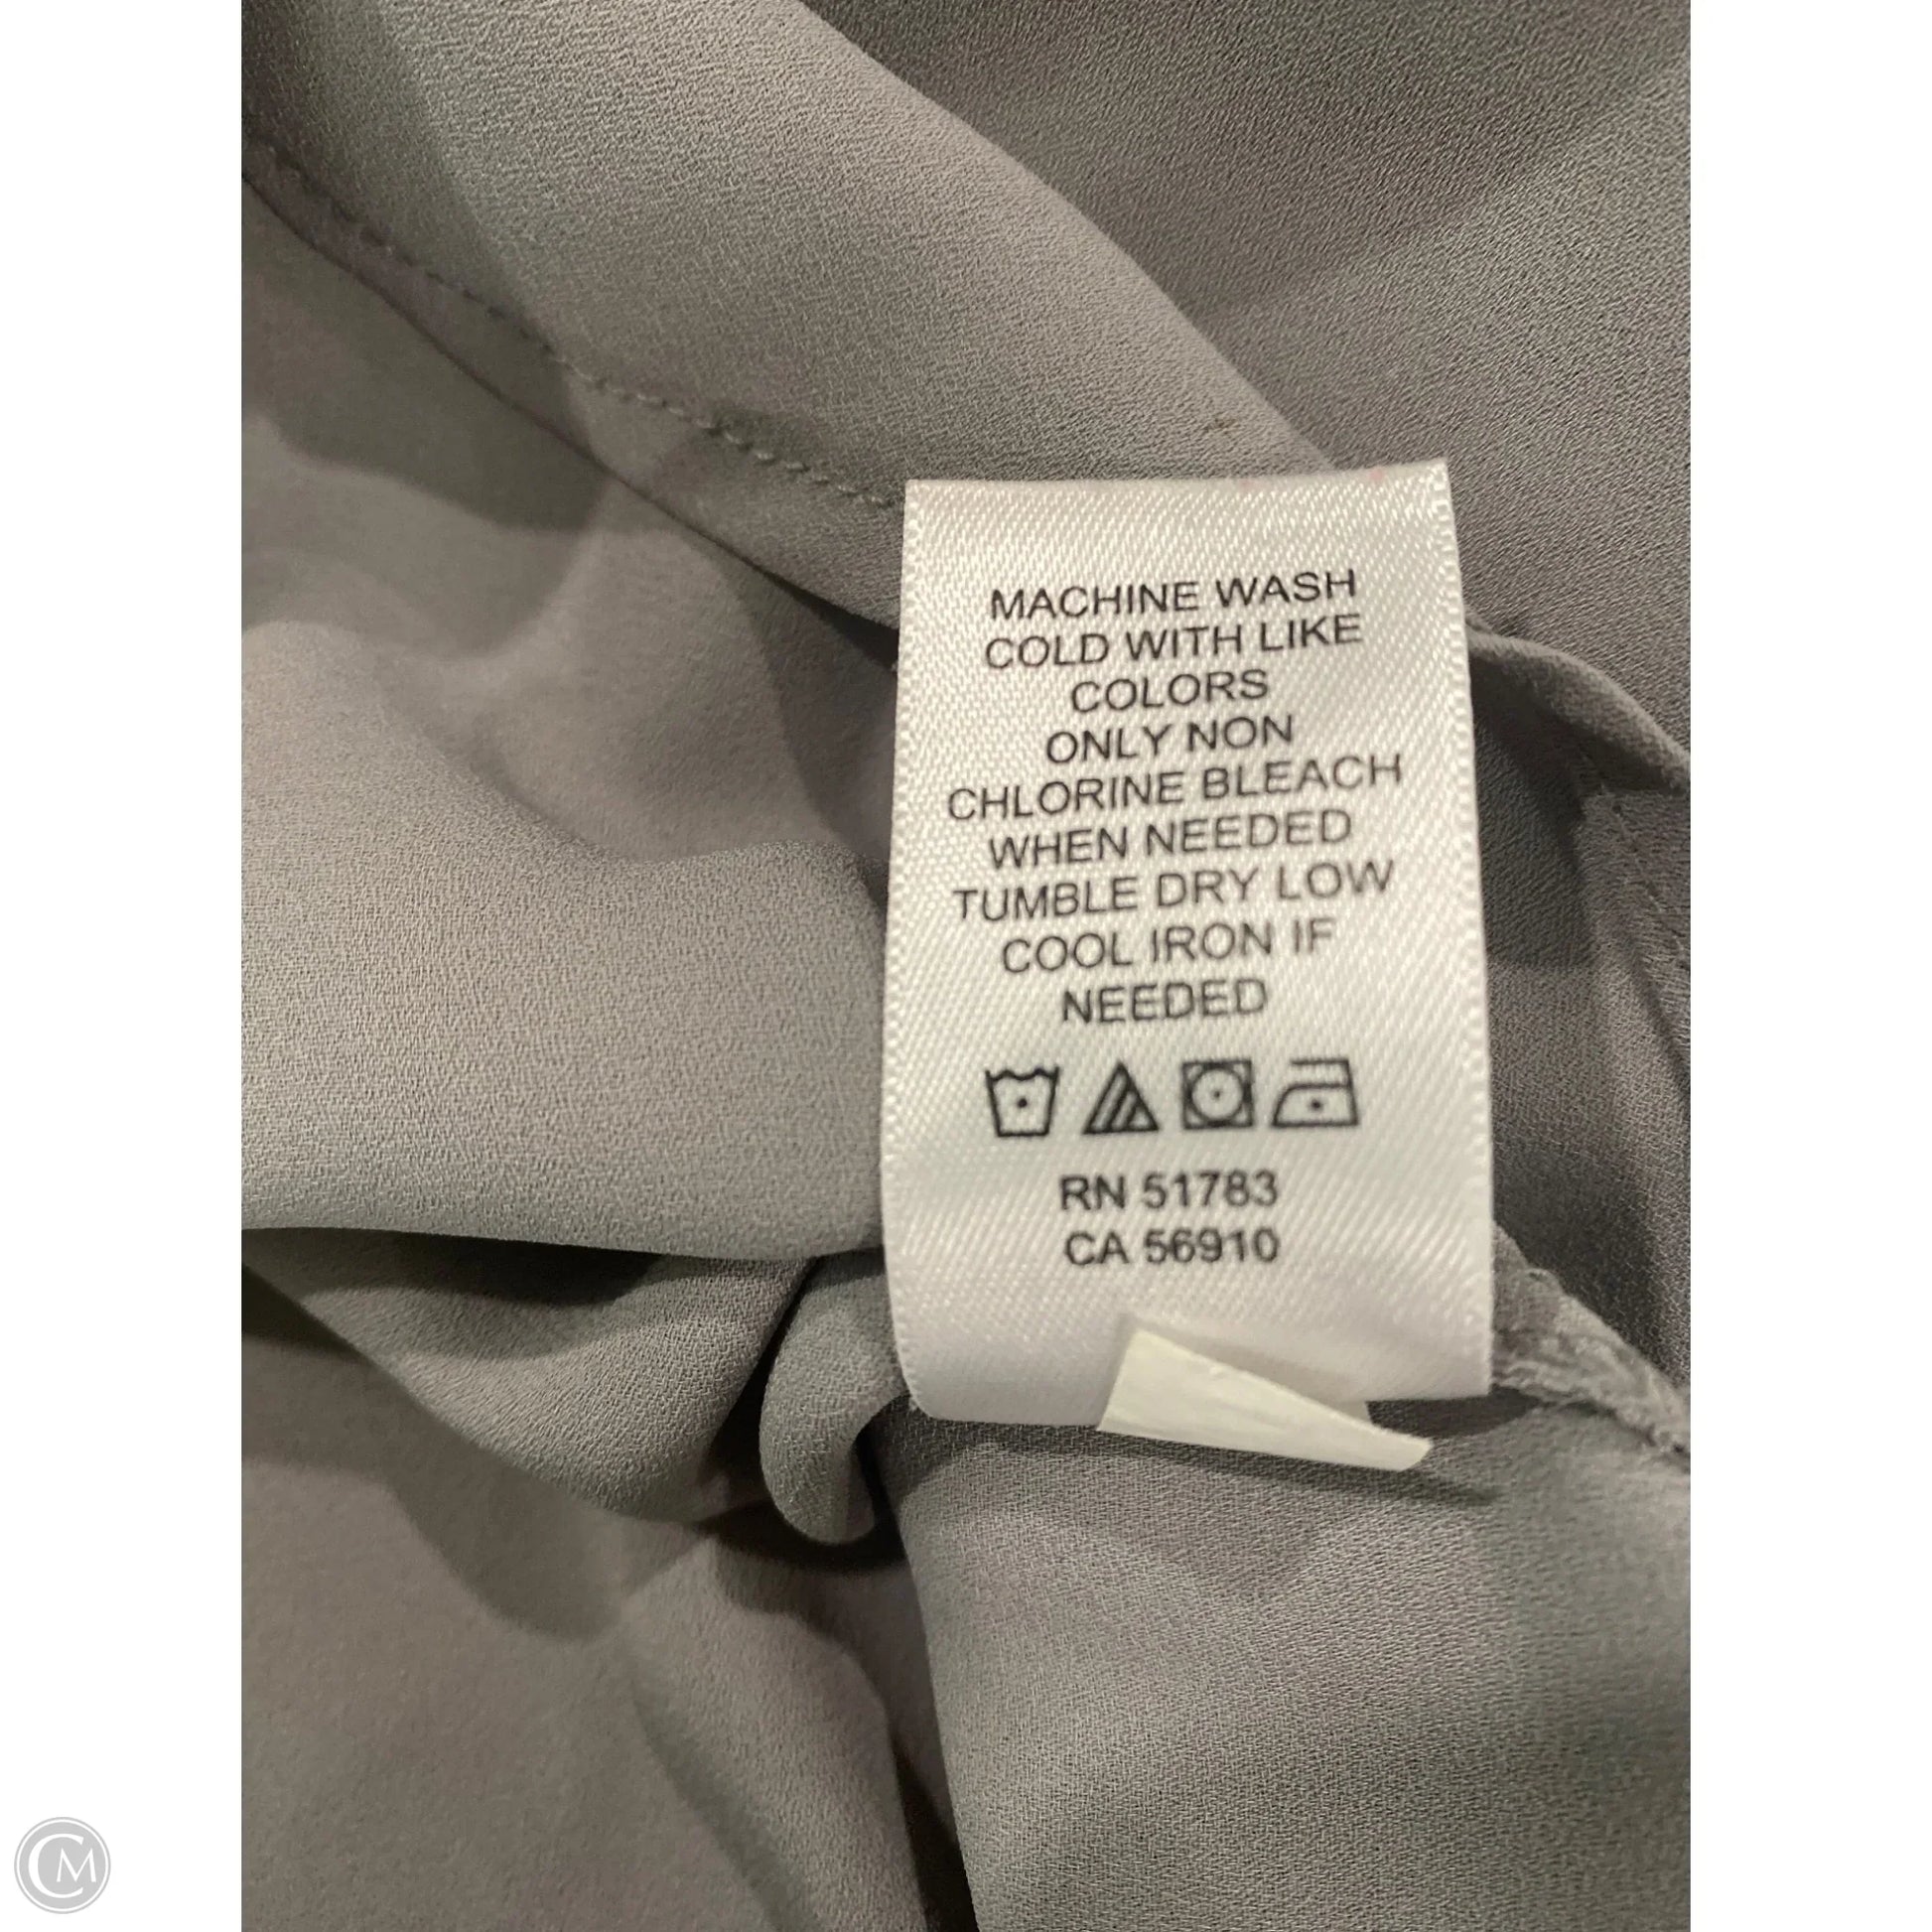 MACHINE WASH
COLD WITH LIKE
COLORS
ONLY NON
CHLORINE BLEACH
WHEN NEEDED
TUMBLE DRY LOW
COOL IRON IF
NEEDED
RN 51783
CA 56910
CM